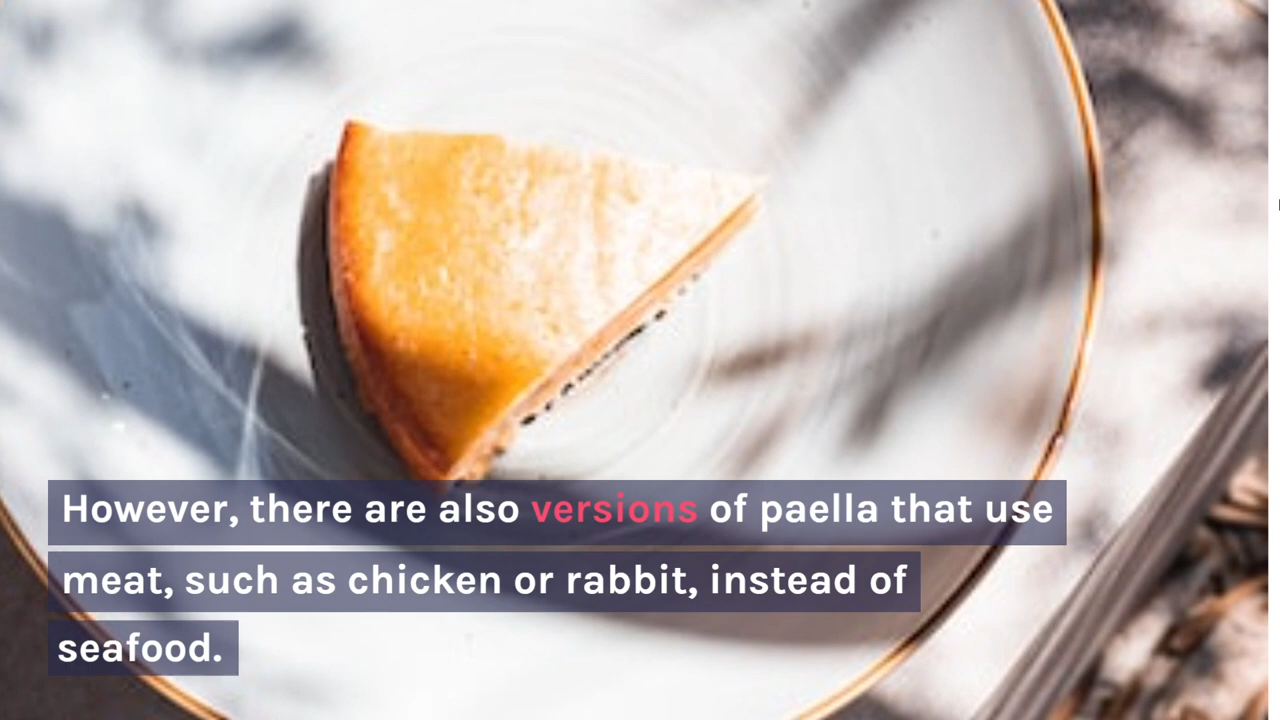 However, there are also versions of paella that use
meat, such as chicken or rabbit, instead of
seafood.